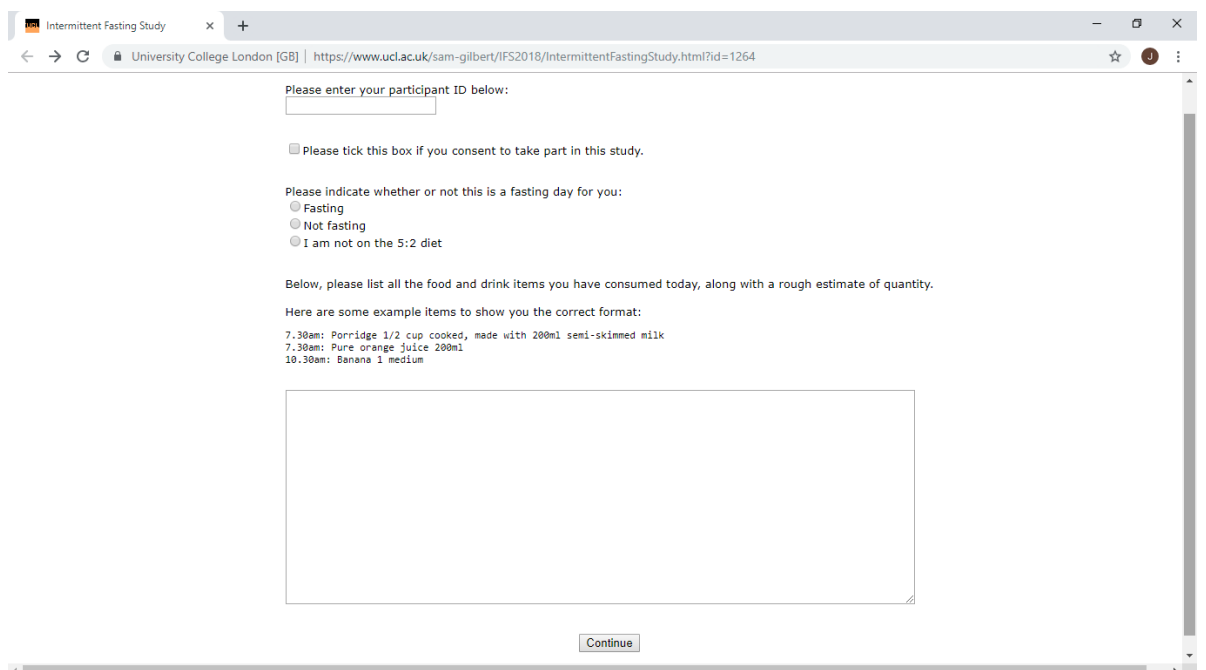 UCL Intermittent Fasting Study
University College London [GB] | https://www.ucl.ac.uk/sam-gilbert/IFS2018/IntermittentFastingStudy.html?id=1264
J
Please enter your participant ID below:
Please tick this box if you consent to take part in this study.
Please indicate whether or not this is a fasting day for you:
Fasting
Not fasting
I am not on the 5:2 diet
Below, please list all the food and drink items you have consumed today, along with a rough estimate of quantity.
Here are some example items to show you the correct format:
7.30am: Porridge 1/2 cup cooked, made with 200ml semi-skimmed milk
7.30am: Pure orange juice 200ml
10.30am: Banana 1 medium
Continue